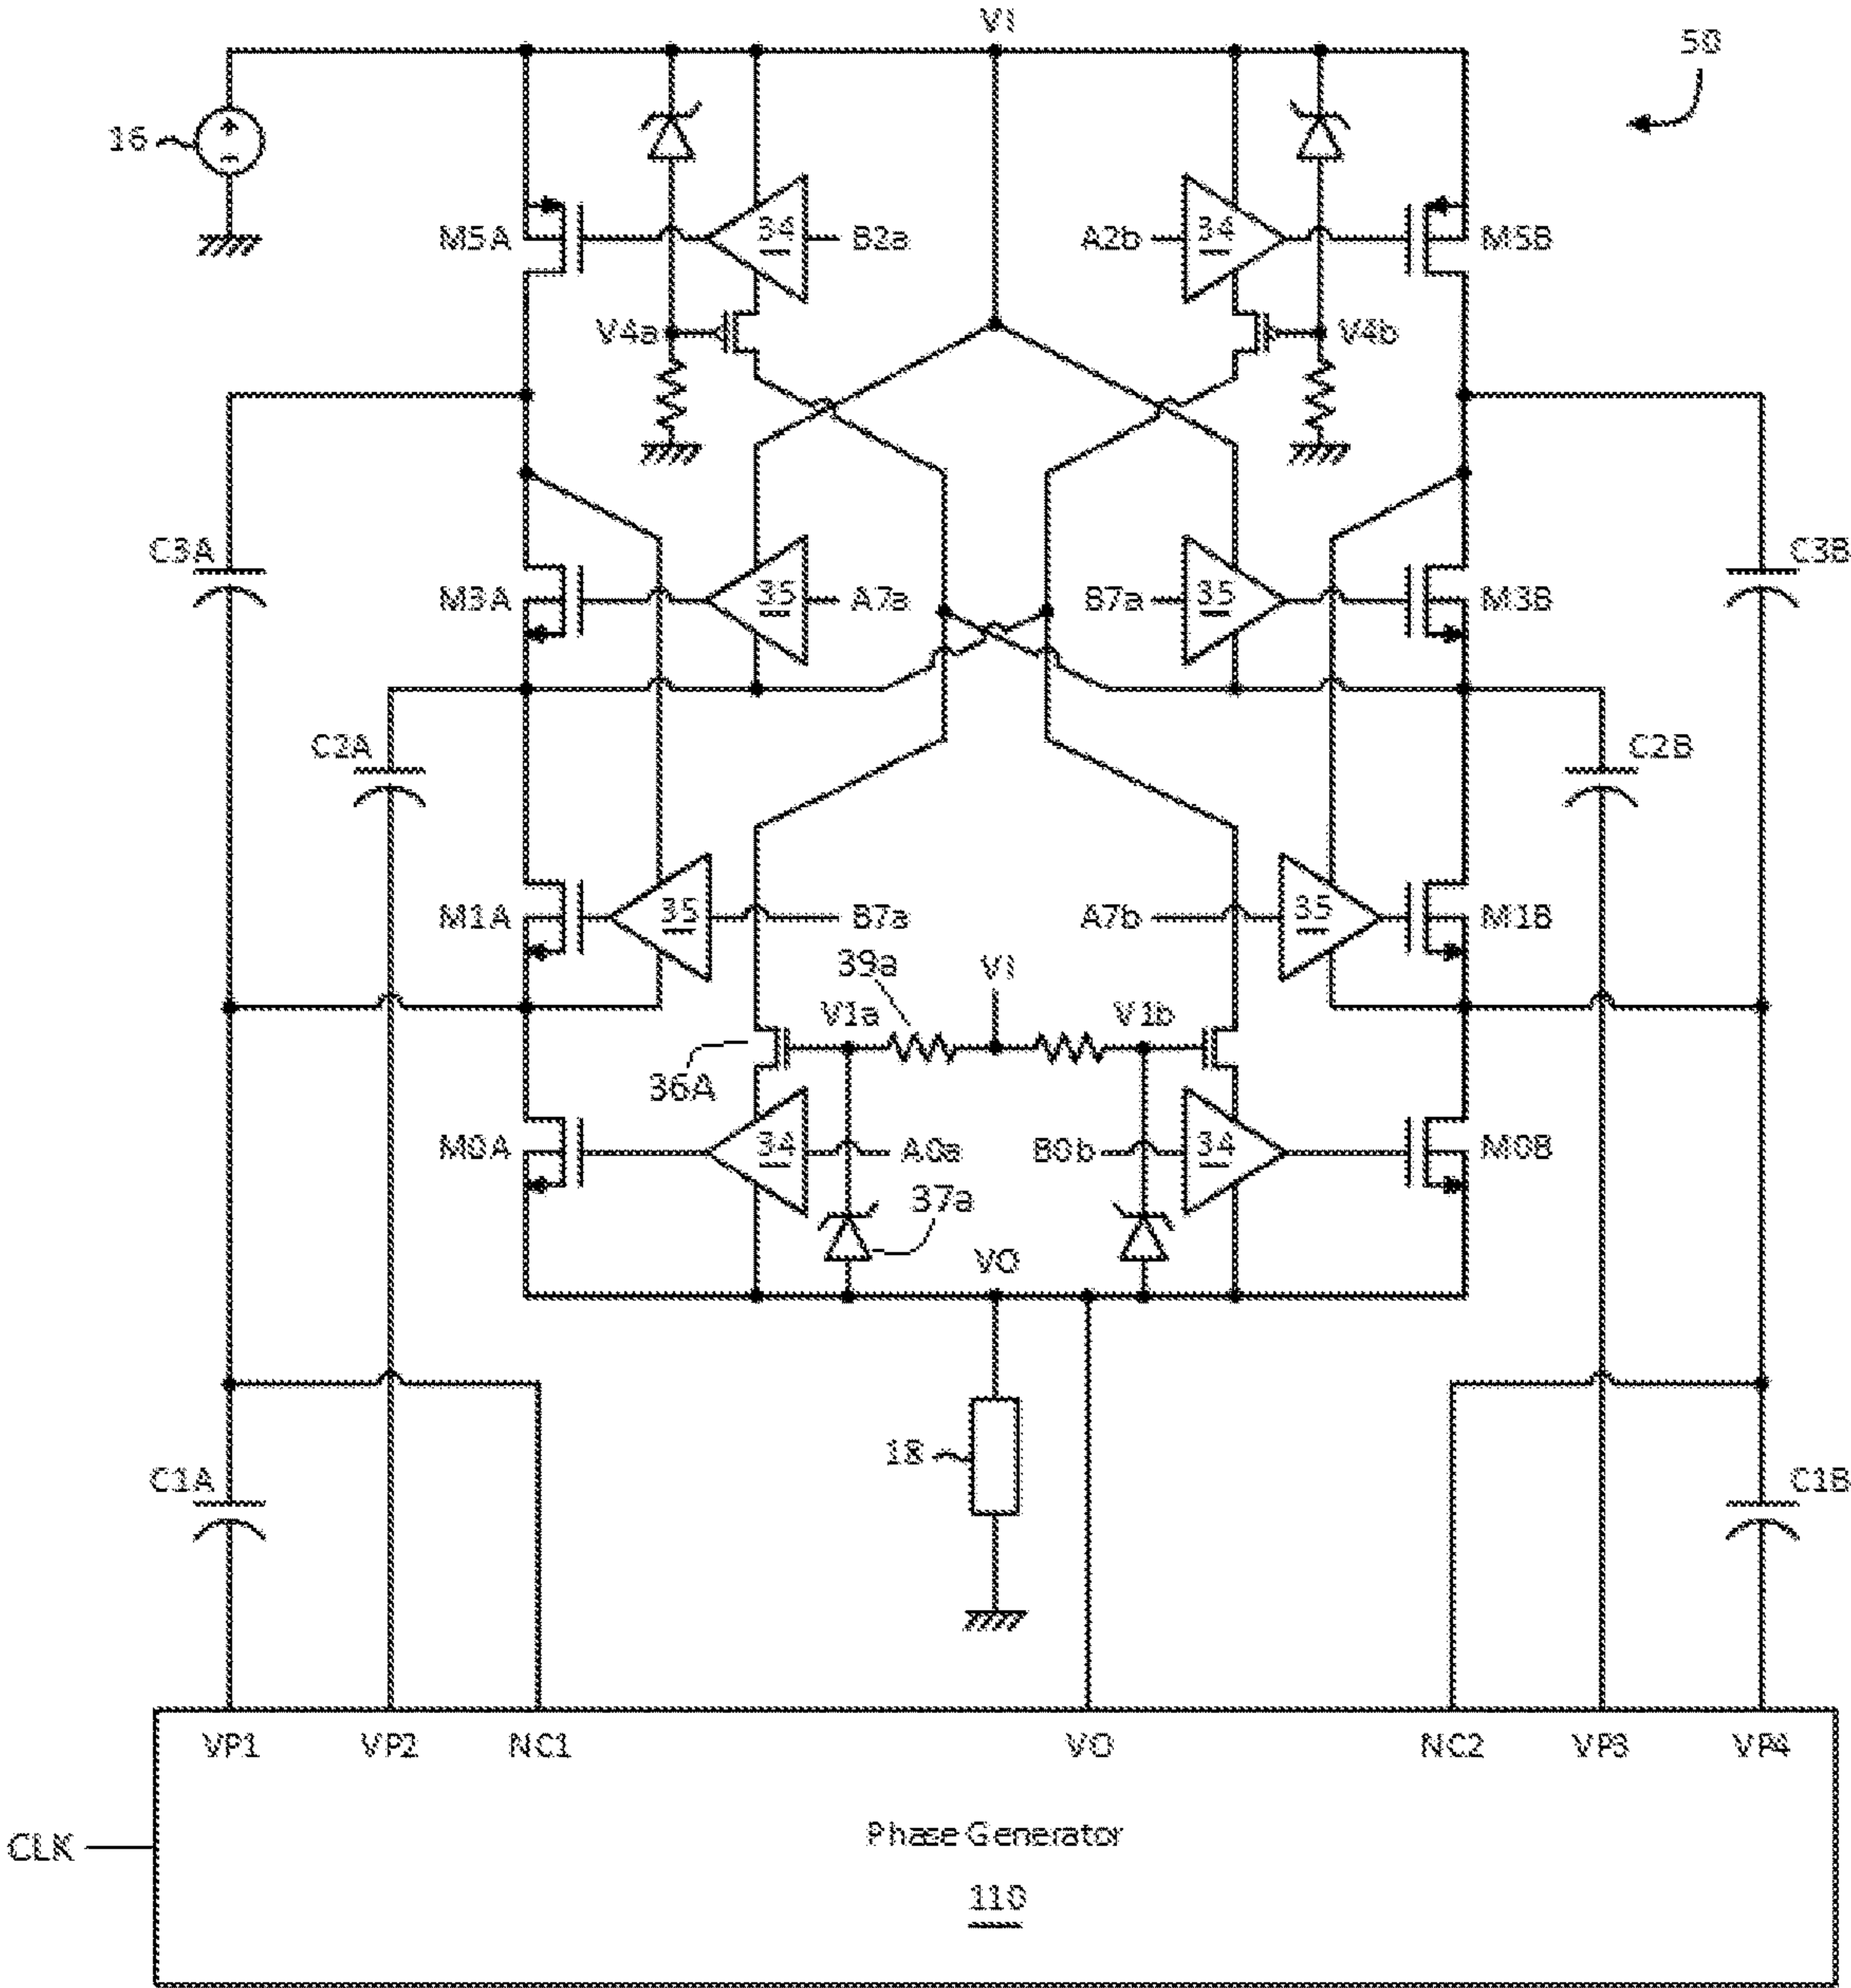 VI
50
16
M5A
34
B2a
A2b
34
M5B
V4a
V4b
C3A
M3A
35
A7a
B7a
35
M3B
C3B
C2A
C2B
M1A
35
B7a
A7b
35
M1B
39a
VI
V1a
V1b
36A
M0A
34
A0a
B0b
34
M0B
37a
VO
18
C1A
C1B
VP1
VP2
NC1
VO
NC2
VP3
VP4
CLK
Phase Generator
110